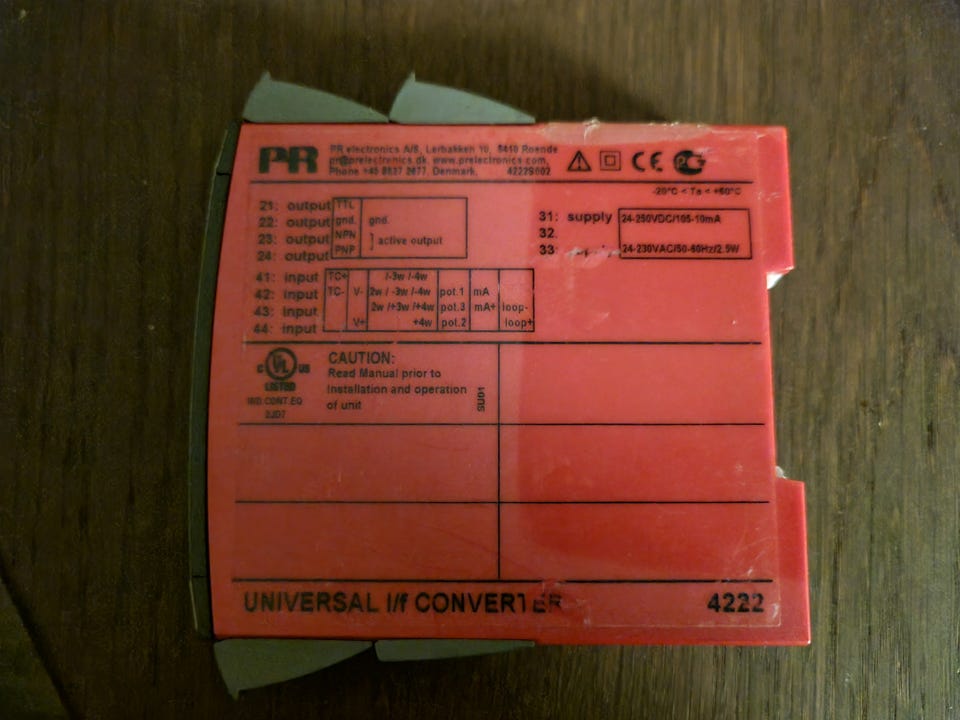 PR
PR electronics A/S, Lerbakken 10, 8410 Roende
pr@prelectronics.dk, www.prelectronics.com,
Phone +45 8637 2677, Denmark, 4222S002
CE
-20°C < Ta < +60°C
21: output TTL
22: output gnd. gnd.
23: output NPN ] active output
24: output PNP
31: supply 24-250VDC/105-10mA
32.
33: 24-230VAC/50-60Hz/2.5W
41: input TC+ /-3w /-4w
42: input TC- V- 2w / -3w /-4w pot.1 mA
43: input 2w /+3w /+4w pot.3 mA+ loop-
44: input V+ +4w pot.2 loop+
C UL US
LISTED
IND.CONT.EQ
2JD7
CAUTION:
Read Manual prior to
Installation and operation
of unit
SU01
UNIVERSAL I/f CONVERTER 4222